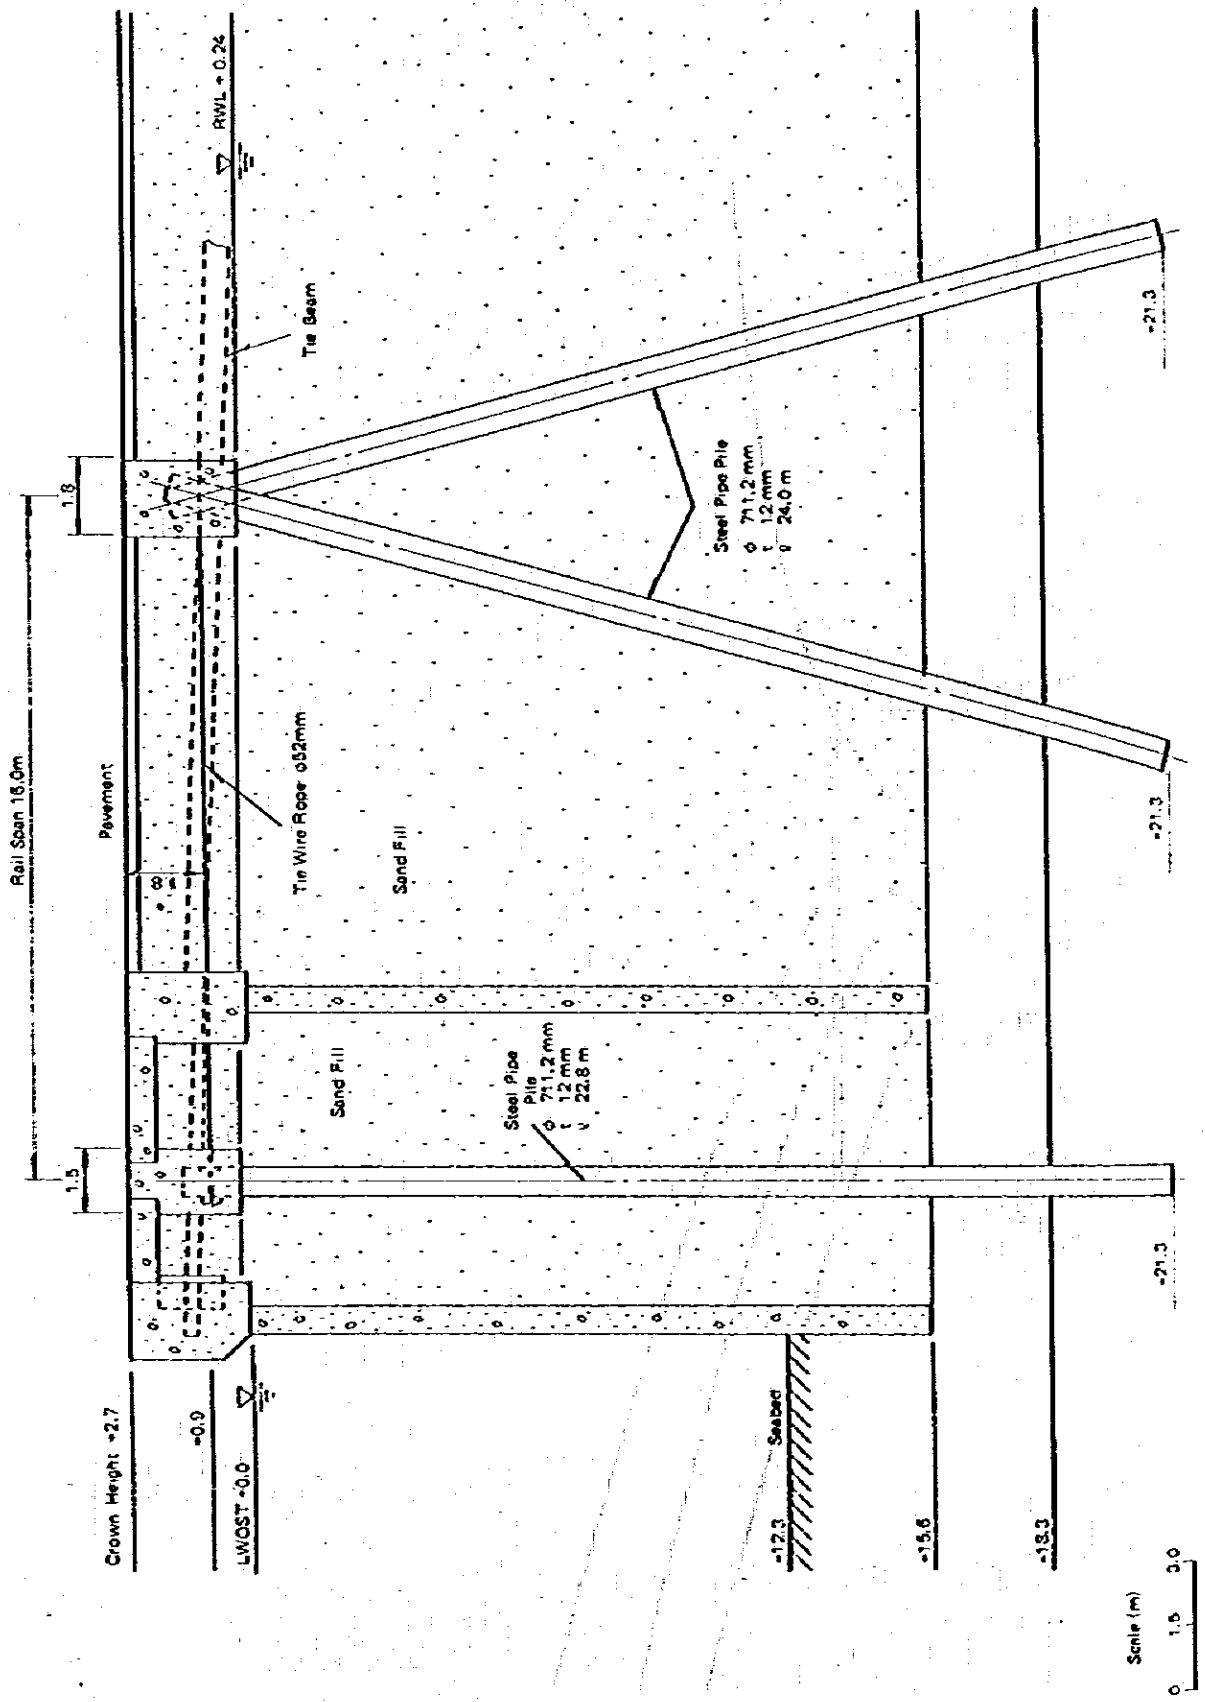 Rail Span 16.0m
1.5
1.8
Crown Height +2.7
Pavement
+0.9
RWL + 0.24
LWOST +0.0
Tie Wire Rope ø52mm
Tie Beam
Sand Fill
Sand Fill
Steel Pipe
Pile
φ 711.2 mm
t 12 mm
ℓ 22.8 m
Steel Pipe Pile
φ 711.2 mm
t 12 mm
ℓ 24.0 m
-12.3
Seabed
-15.6
-18.3
-21.3
-21.3
-21.3
Scale (m)
0 1.5 3.0